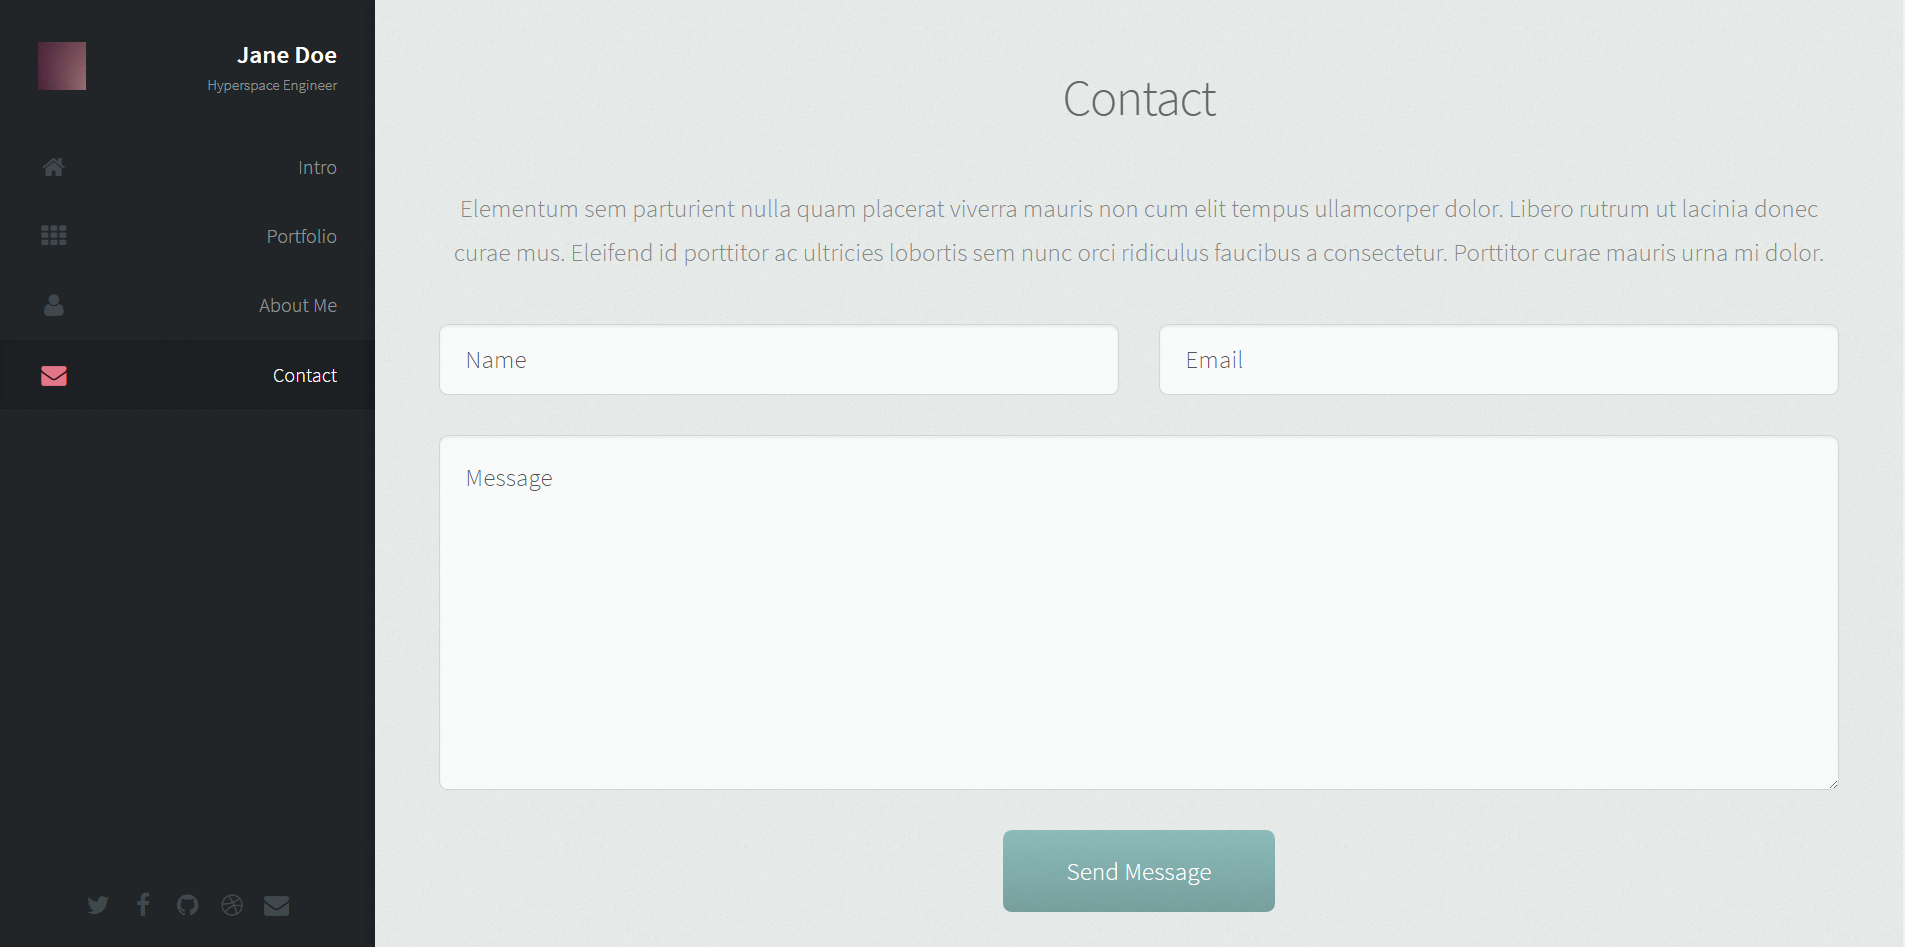 Jane Doe
Hyperspace Engineer
Intro
Portfolio
About Me
Contact
Contact
Elementum sem parturient nulla quam placerat viverra mauris non cum elit tempus ullamcorper dolor. Libero rutrum ut lacinia donec
curae mus. Eleifend id porttitor ac ultricies lobortis sem nunc orci ridiculus faucibus a consectetur. Porttitor curae mauris urna mi dolor.
Name
Email
Message
Send Message